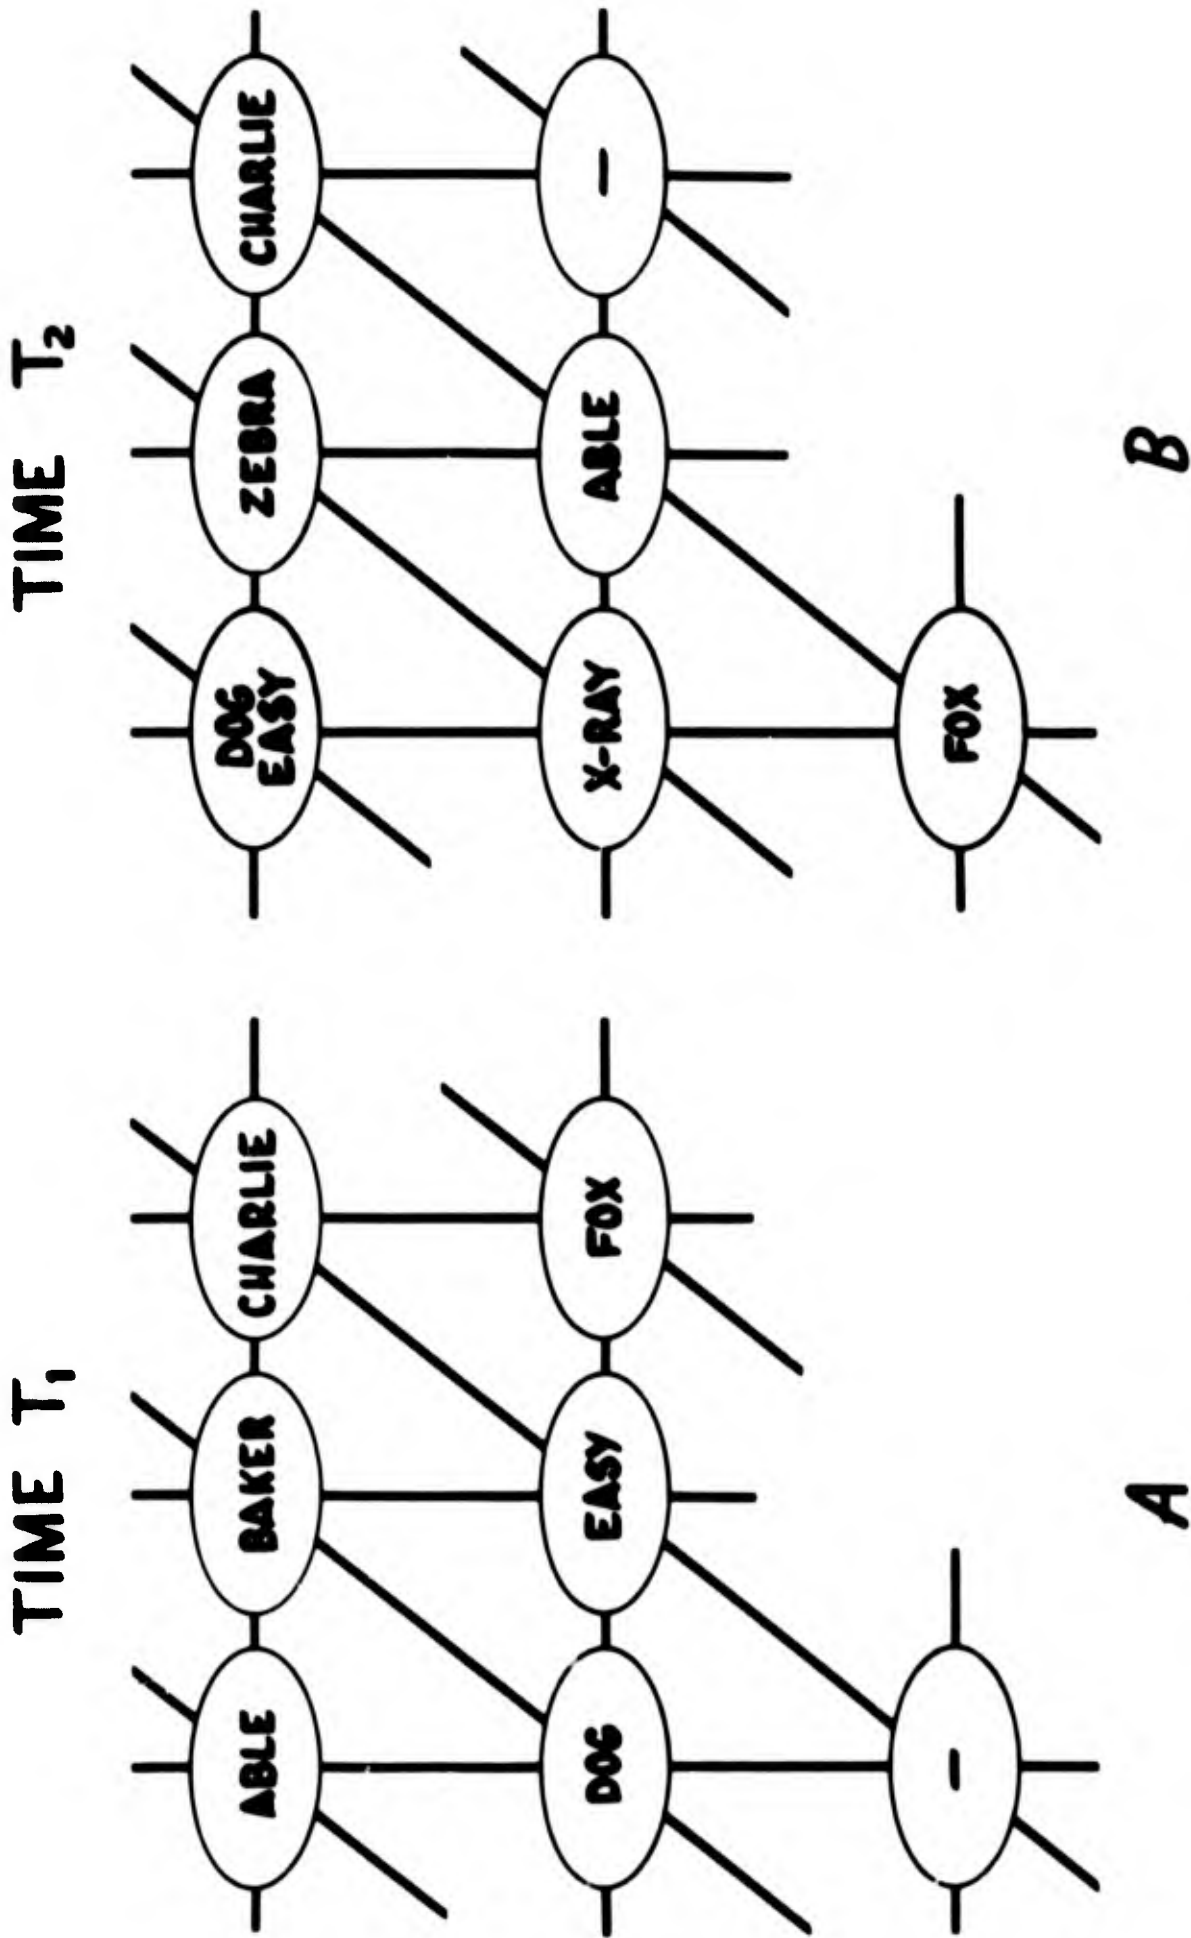 TIME T₁
ABLE
BAKER
CHARLIE
DOG
EASY
FOX
–
A
TIME T₂
DOG
EASY
ZEBRA
CHARLIE
X-RAY
ABLE
–
FOX
B